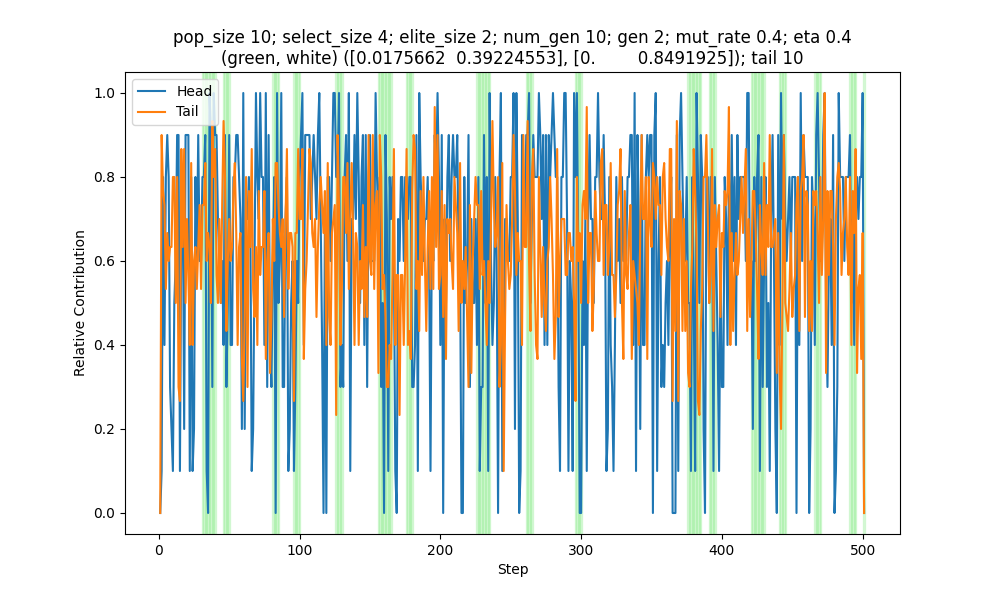 pop_size 10; select_size 4; elite_size 2; num_gen 10; gen 2; mut_rate 0.4; eta 0.4
(green, white) ([0.0175662  0.39224553], [0.         0.8491925]); tail 10
Head
Tail
Relative Contribution
1.0
0.8
0.6
0.4
0.2
0.0
0
100
200
300
400
500
Step